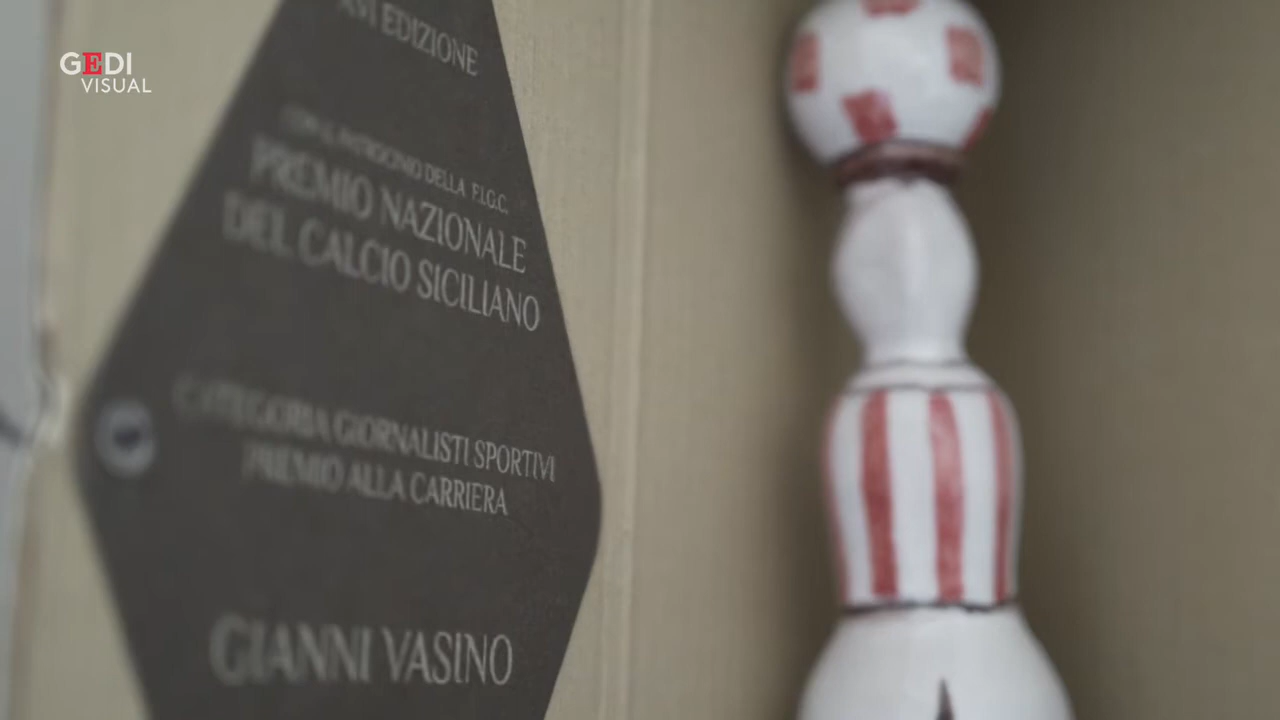 GEDI
VISUAL
XVI EDIZIONE
CON IL PATROCINIO DELLA F.I.G.C.
PREMIO NAZIONALE
DEL CALCIO SICILIANO
CATEGORIA GIORNALISTI SPORTIVI
PREMIO ALLA CARRIERA
GIANNI VASINO